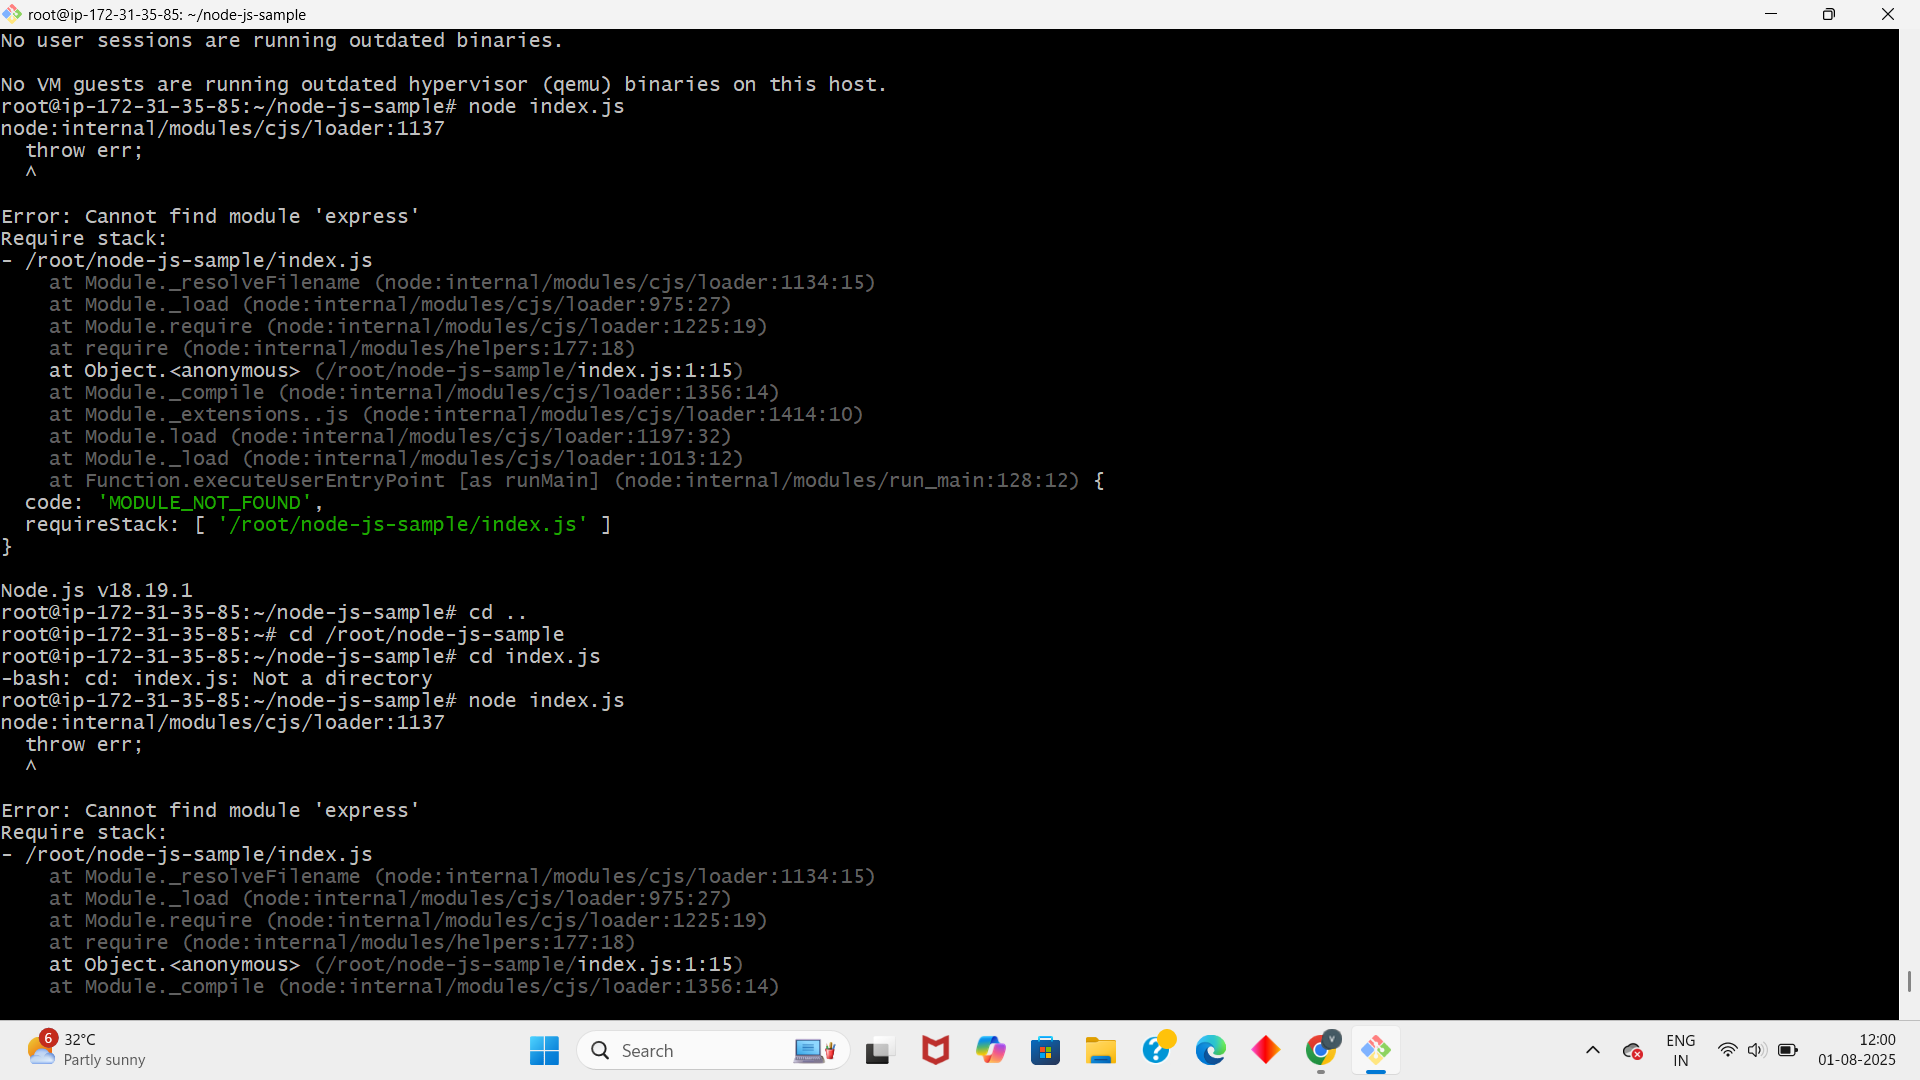 root@ip-172-31-35-85: ~/node-js-sample
No user sessions are running outdated binaries.
No VM guests are running outdated hypervisor (qemu) binaries on this host.
root@ip-172-31-35-85:~/node-js-sample# node index.js
node:internal/modules/cjs/loader:1137
  throw err;
  ^
Error: Cannot find module 'express'
Require stack:
- /root/node-js-sample/index.js
    at Module._resolveFilename (node:internal/modules/cjs/loader:1134:15)
    at Module._load (node:internal/modules/cjs/loader:975:27)
    at Module.require (node:internal/modules/cjs/loader:1225:19)
    at require (node:internal/modules/helpers:177:18)
    at Object.<anonymous> (/root/node-js-sample/index.js:1:15)
    at Module._compile (node:internal/modules/cjs/loader:1356:14)
    at Module._extensions..js (node:internal/modules/cjs/loader:1414:10)
    at Module.load (node:internal/modules/cjs/loader:1197:32)
    at Module._load (node:internal/modules/cjs/loader:1013:12)
    at Function.executeUserEntryPoint [as runMain] (node:internal/modules/run_main:128:12) {
  code: 'MODULE_NOT_FOUND',
  requireStack: [ '/root/node-js-sample/index.js' ]
}
Node.js v18.19.1
root@ip-172-31-35-85:~/node-js-sample# cd ..
root@ip-172-31-35-85:~# cd /root/node-js-sample
root@ip-172-31-35-85:~/node-js-sample# cd index.js
-bash: cd: index.js: Not a directory
root@ip-172-31-35-85:~/node-js-sample# node index.js
node:internal/modules/cjs/loader:1137
  throw err;
  ^
Error: Cannot find module 'express'
Require stack:
- /root/node-js-sample/index.js
    at Module._resolveFilename (node:internal/modules/cjs/loader:1134:15)
    at Module._load (node:internal/modules/cjs/loader:975:27)
    at Module.require (node:internal/modules/cjs/loader:1225:19)
    at require (node:internal/modules/helpers:177:18)
    at Object.<anonymous> (/root/node-js-sample/index.js:1:15)
    at Module._compile (node:internal/modules/cjs/loader:1356:14)
6
32°C
Partly sunny
Search
ENG
IN
12:00
01-08-2025